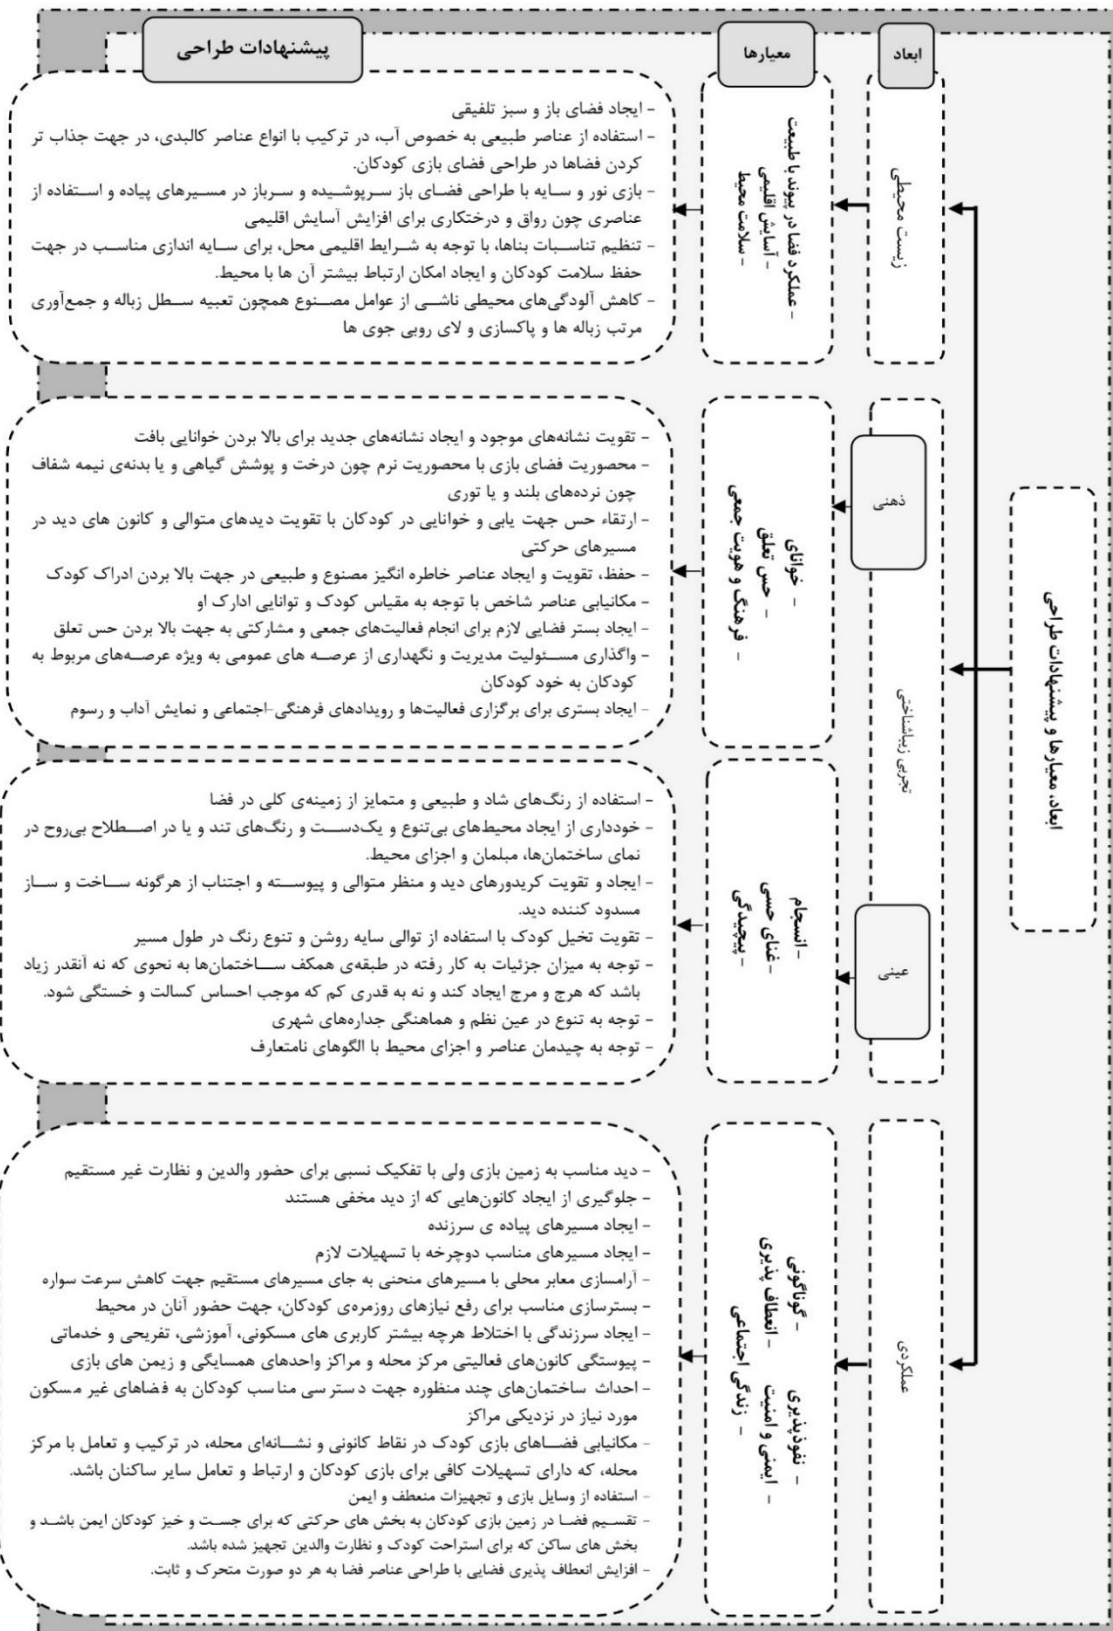 ابعاد، معیارها و پیشنهادات طراحی
ابعاد
معیارها
پیشنهادات طراحی
زیست محیطی
-عملکرد فضا در پیوند با طبیعت
- آسایش اقلیمی
- سلامت محیط
- ایجاد فضای باز و سبز تلفیقی
- استفاده از عناصر طبیعی به خصوص آب، در ترکیب با انواع عناصر کالبدی، در جهت جذاب تر
کردن فضاها در طراحی فضای بازی کودکان.
- بازی نور و سایه با طراحی فضای باز سرپوشیده و سرباز در مسیرهای پیاده و استفاده از
عناصری چون رواق و درختکاری برای افزایش آسایش اقلیمی
- تنظیم تناسبات بناها، با توجه به شرایط اقلیمی محل، برای سایه اندازی مناسب در جهت
حفظ سلامت کودکان و ایجاد امکان ارتباط بیشتر آن ها با محیط.
- کاهش آلودگی‌های محیطی ناشی از عوامل مصنوع همچون تعبیه سطل زباله و جمع‌آوری
مرتب زباله ها و پاکسازی و لای روبی جوی ها
تجربی زیباشناختی
ذهنی
- خوانای
- حس تعلق
- فرهنگ و هویت جمعی
- تقویت نشانه‌های موجود و ایجاد نشانه‌های جدید برای بالا بردن خوانایی بافت
- محصوریت فضای بازی با محصوریت نرم چون درخت و پوشش گیاهی و یا بدنه‌ی نیمه شفاف
چون نرده‌های بلند و یا توری
- ارتقاء حس جهت یابی و خوانایی در کودکان با تقویت دیدهای متوالی و کانون های دید در
مسیرهای حرکتی
- حفظ، تقویت و ایجاد عناصر خاطره انگیز مصنوع و طبیعی در جهت بالا بردن ادراک کودک
- مکانیابی عناصر شاخص با توجه به مقیاس کودک و توانایی ادارک او
- ایجاد بستر فضایی لازم برای انجام فعالیت‌های جمعی و مشارکتی به جهت بالا بردن حس تعلق
- واگذاری مسئولیت مدیریت و نگهداری از عرصه های عمومی به ویژه عرصه‌های مربوط به
کودکان به خود کودکان
- ایجاد بستری برای برگزاری فعالیت‌ها و رویدادهای فرهنگی-اجتماعی و نمایش آداب و رسوم
عینی
-انسجام
-غنای حسی
- پیچیدگی
- استفاده از رنگ‌های شاد و طبیعی و متمایز از زمینه‌ی کلی در فضا
- خودداری از ایجاد محیط‌های بی‌تنوع و یک‌دست و رنگ‌های تند و یا در اصطلاح بی‌روح در
نمای ساختمان‌ها، مبلمان و اجزای محیط.
- ایجاد و تقویت کریدورهای دید و منظر متوالی و پیوسته و اجتناب از هرگونه ساخت و ساز
مسدود کننده دید.
- تقویت تخیل کودک با استفاده از توالی سایه روشن و تنوع رنگ در طول مسیر
- توجه به میزان جزئیات به کار رفته در طبقه‌ی همکف ساختمان‌ها به نحوی که نه آنقدر زیاد
باشد که هرج و مرج ایجاد کند و نه به قدری کم که موجب احساس کسالت و خستگی شود.
- توجه به تنوع در عین نظم و هماهنگی جداره‌های شهری
- توجه به چیدمان عناصر و اجزای محیط با الگوهای نامتعارف
عملکردی
- گوناگونی - نفوذپذیری
- انعطاف پذیری - ایمنی و امنیت
- زندگی اجتماعی
- دید مناسب به زمین بازی ولی با تفکیک نسبی برای حضور والدین و نظارت غیر مستقیم
- جلوگیری از ایجاد کانون‌هایی که از دید مخفی هستند
- ایجاد مسیرهای پیاده ی سرزنده
- ایجاد مسیرهای مناسب دوچرخه با تسهیلات لازم
- آرامسازی معابر محلی با مسیرهای منحنی به جای مسیرهای مستقیم جهت کاهش سرعت سواره
- بسترسازی مناسب برای رفع نیازهای روزمره‌ی کودکان، جهت حضور آنان در محیط
- ایجاد سرزندگی با اختلاط هرچه بیشتر کاربری های مسکونی، آموزشی، تفریحی و خدماتی
- پیوستگی کانون‌های فعالیتی مرکز محله و مراکز واحدهای همسایگی و زیمن های بازی
- احداث ساختمان‌های چند منظوره جهت دسترسی مناسب کودکان به فضاهای غیر مسکون
مورد نیاز در نزدیکی مراکز
- مکانیابی فضاهای بازی کودک در نقاط کانونی و نشانه‌ای محله، در ترکیب و تعامل با مرکز
محله، که دارای تسهیلات کافی برای بازی کودکان و ارتباط و تعامل سایر ساکنان باشد.
- استفاده از وسایل بازی و تجهیزات منعطف و ایمن
- تقسیم فضا در زمین بازی کودکان به بخش های حرکتی که برای جست و خیز کودکان ایمن باشد و
بخش های ساکن که برای استراحت کودک و نظارت والدین تجهیز شده باشد.
- افزایش انعطاف پذیری فضایی با طراحی عناصر فضا به هر دو صورت متحرک و ثابت.